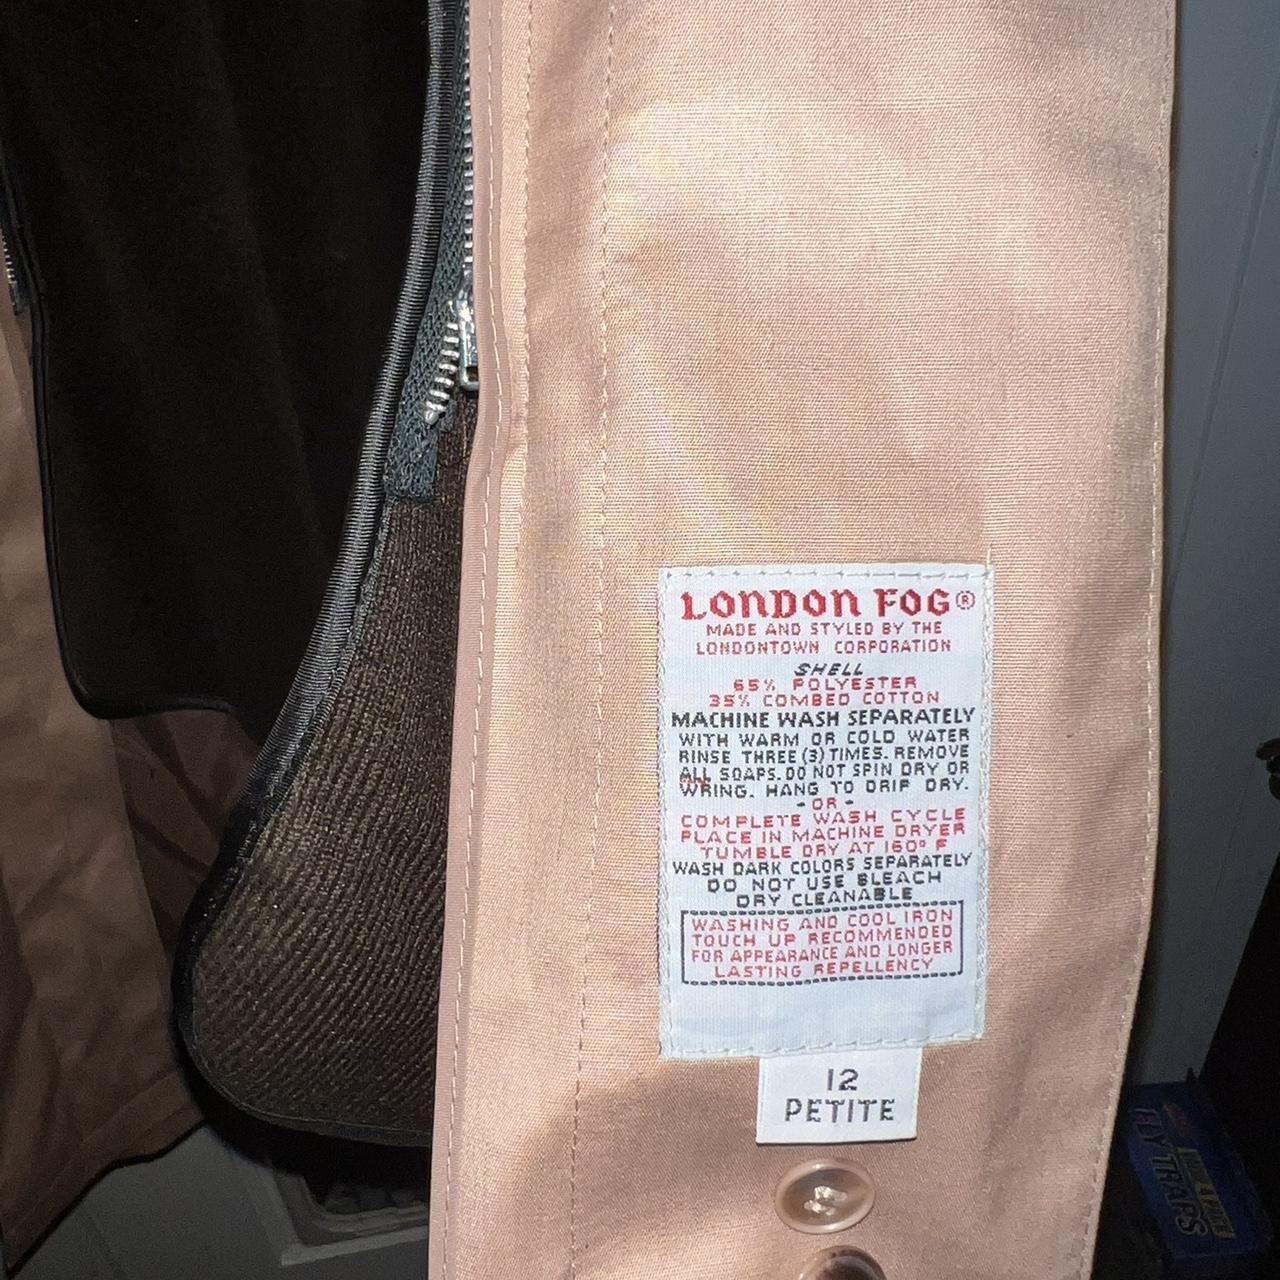 LONDON FOG®
MADE AND STYLED BY THE
LONDONTOWN CORPORATION
SHELL
65% POLYESTER
35% COMBED COTTON
MACHINE WASH SEPARATELY
WITH WARM OR COLD WATER
RINSE THREE (3) TIMES. REMOVE
ALL SOAPS. DO NOT SPIN DRY OR
WRING. HANG TO DRIP DRY.
- OR -
COMPLETE WASH CYCLE
PLACE IN MACHINE DRYER
TUMBLE DRY AT 160° F
WASH DARK COLORS SEPARATELY
DO NOT USE BLEACH
DRY CLEANABLE
WASHING AND COOL IRON
TOUCH UP RECOMMENDED
FOR APPEARANCE AND LONGER
LASTING REPELLENCY
12
PETITE
FLY TRAPS